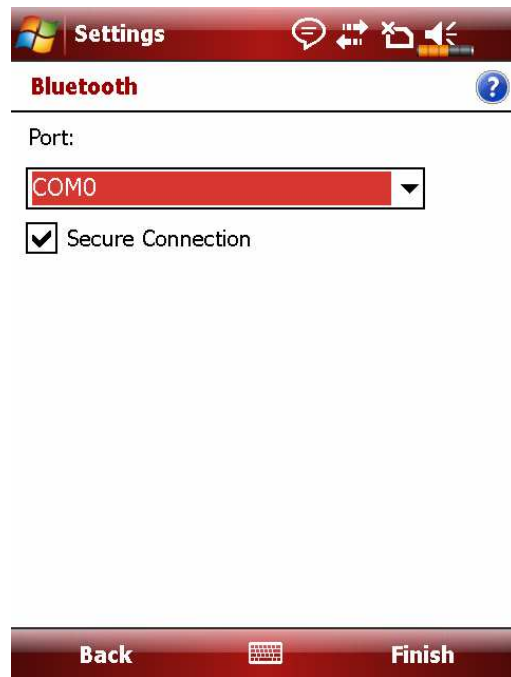 Settings
Bluetooth
?
Port:
COM0
Secure Connection
Back
Finish